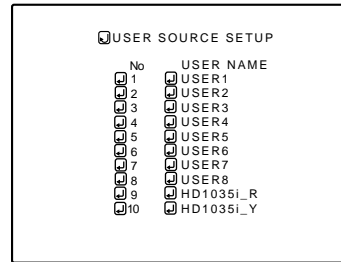 USER SOURCE SETUP
No USER NAME
1 USER1
2 USER2
3 USER3
4 USER4
5 USER5
6 USER6
7 USER7
8 USER8
9 HD1035i_R
10 HD1035i_Y